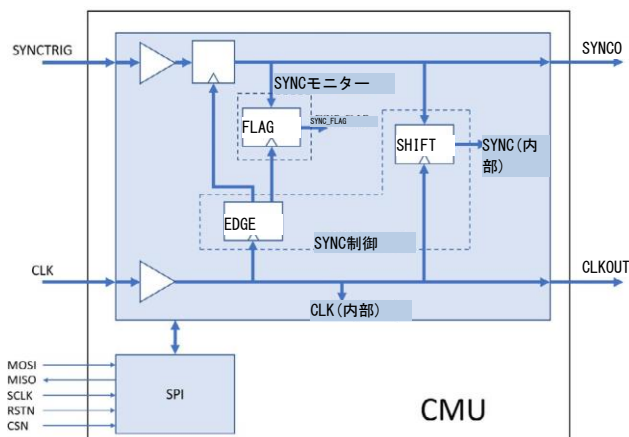 SYNCTRIG
SYNCO
SYNCモニター
FLAG
SYNC_FLAG
SHIFT
SYNC(内
部)
EDGE
SYNC制御
CLK
CLKOUT
CLK(内部)
MOSI
MISO
SCLK
RSTN
CSN
SPI
CMU